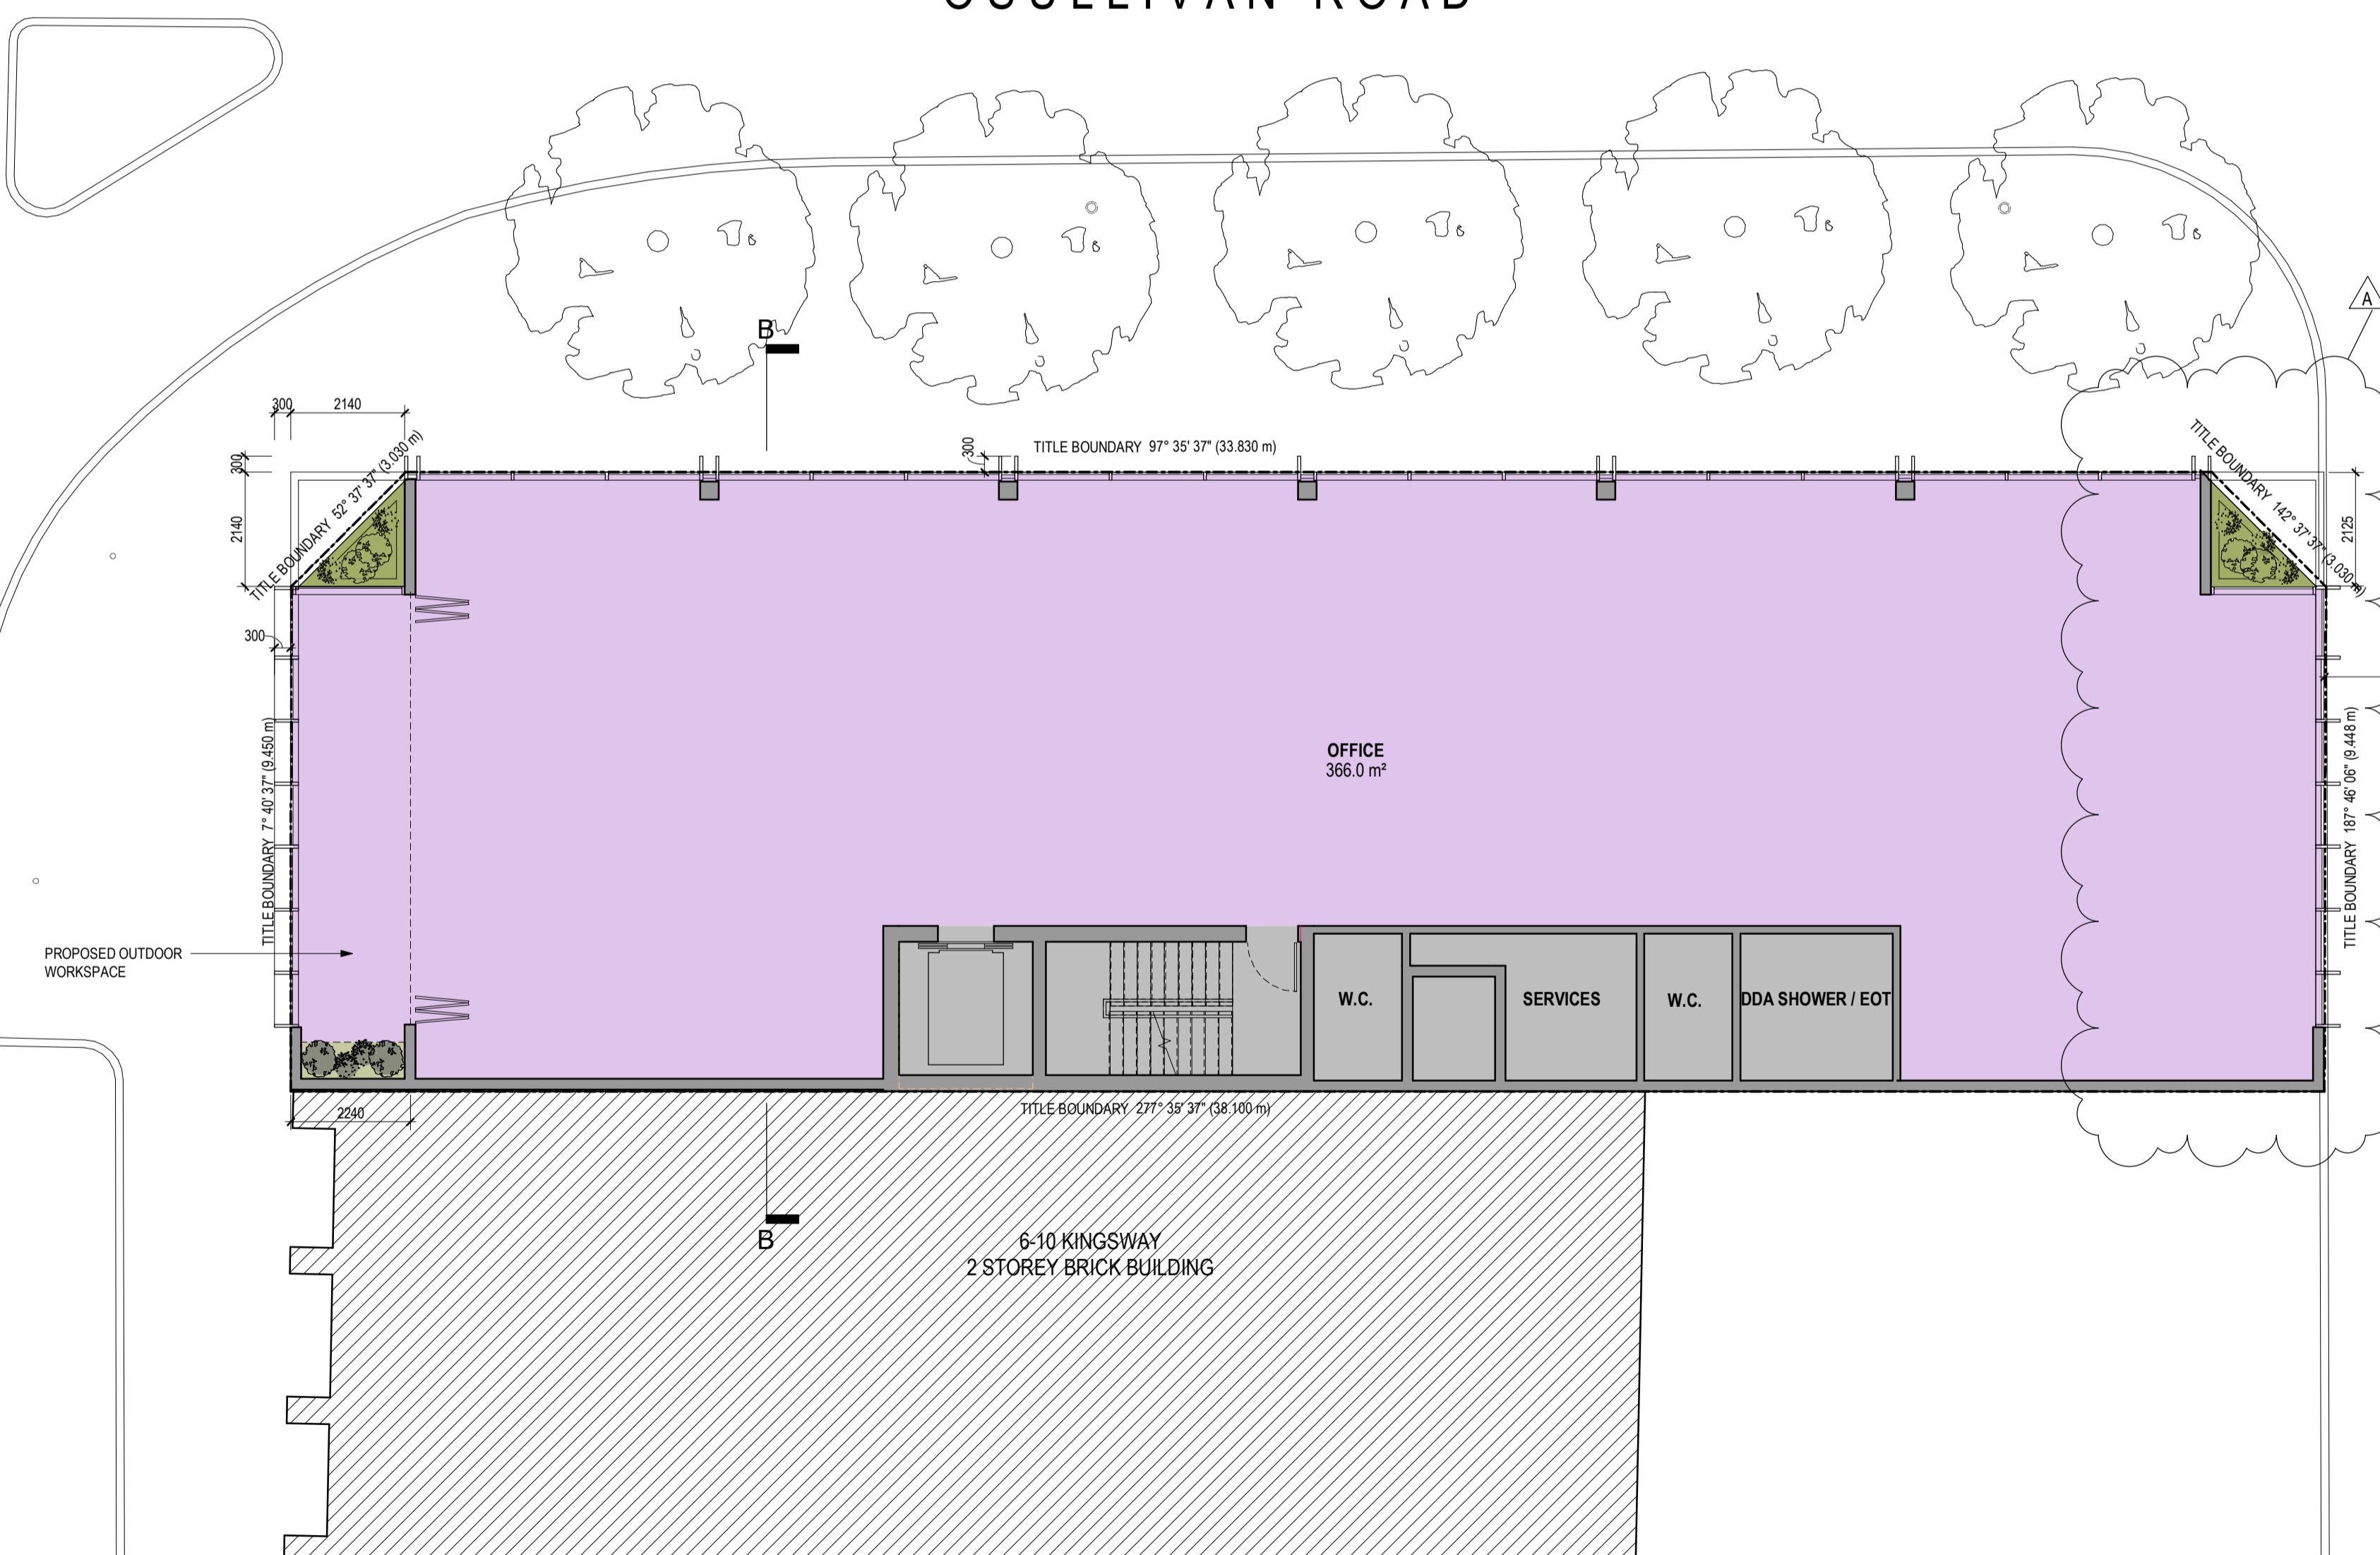 A
B
300
2140
300
2140
TITLE BOUNDARY 52° 37' 37" (3.030 m)
300
TITLE BOUNDARY 97° 35' 37" (33.830 m)
TITLE BOUNDARY 142° 37' 37" (3.030 m)
2125
300
TITLE BOUNDARY 7° 40' 37" (9.450 m)
OFFICE
366.0 m²
TITLE BOUNDARY 187° 46' 06" (9.448 m)
PROPOSED OUTDOOR
WORKSPACE
W.C.
SERVICES
W.C.
DDA SHOWER / EOT
2240
TITLE BOUNDARY 277° 35' 37" (38.100 m)
B
6-10 KINGSWAY
2 STOREY BRICK BUILDING